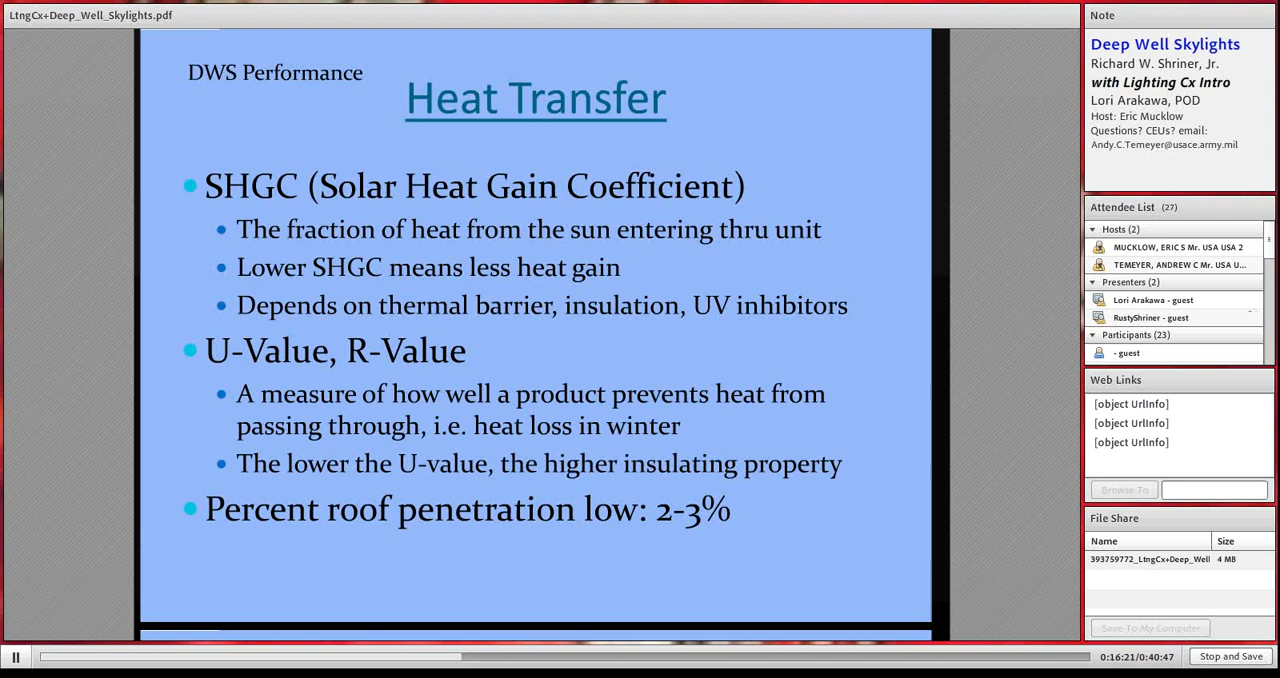 LtngCx+Deep_Well_Skylights.pdf
DWS Performance
Heat Transfer
SHGC (Solar Heat Gain Coefficient)
The fraction of heat from the sun entering thru unit
Lower SHGC means less heat gain
Depends on thermal barrier, insulation, UV inhibitors
U-Value, R-Value
A measure of how well a product prevents heat from
passing through, i.e. heat loss in winter
The lower the U-value, the higher insulating property
Percent roof penetration low: 2-3%
Note
Deep Well Skylights
Richard W. Shriner, Jr.
with Lighting Cx Intro
Lori Arakawa, POD
Host: Eric Mucklow
Questions? CEUs? email:
Andy.C.Temeyer@usace.army.mil
Attendee List (27)
Hosts (2)
MUCKLOW, ERIC S Mr. USA USA 2
TEMEYER, ANDREW C Mr. USA U...
Presenters (2)
Lori Arakawa - guest
RustyShriner - guest
Participants (23)
- guest
Web Links
[object UrlInfo]
[object UrlInfo]
[object UrlInfo]
Browse To
File Share
Name Size
393759772_LtngCx+Deep_Well 4 MB
Save To My Computer
0:16:21/0:40:47 Stop and Save